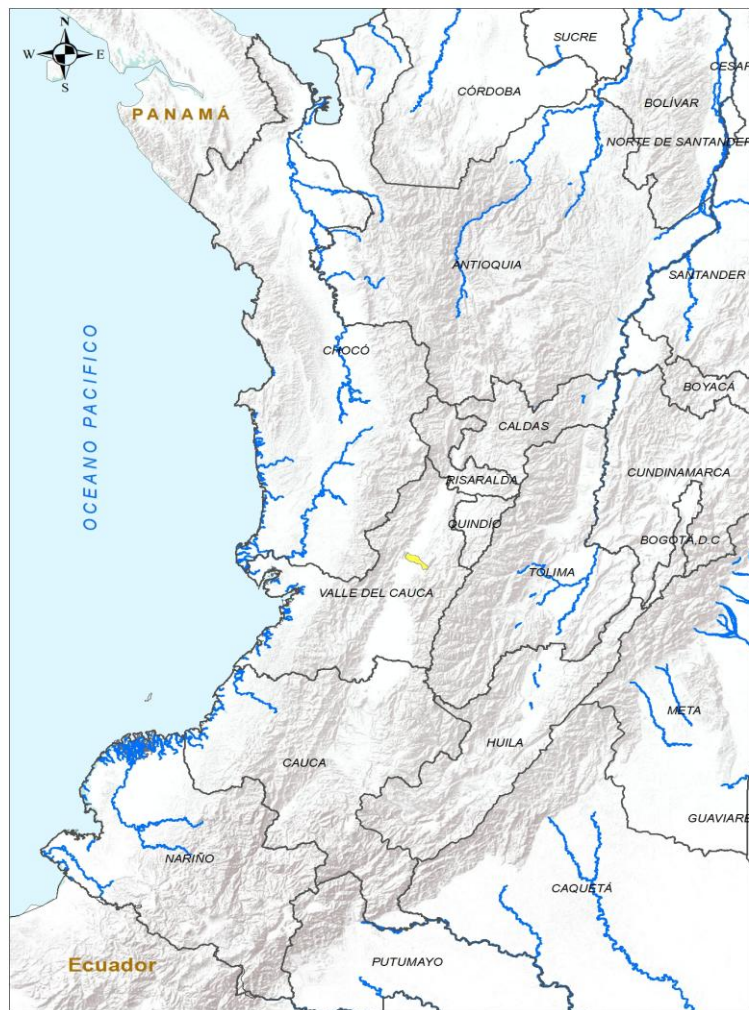 N
W E
S
SUCRE
CESAR
CÓRDOBA
BOLÍVAR
PANAMÁ
NORTE DE SANTANDER
ANTIOQUIA
SANTANDER
OCEANO PACIFICO
CHOCÓ
BOYACÁ
CALDAS
CUNDINAMARCA
RISARALDA
QUINDÍO
BOGOTÁ, D.C
TOLIMA
VALLE DEL CAUCA
META
HUILA
CAUCA
GUAVIARE
NARIÑO
CAQUETÁ
PUTUMAYO
Ecuador